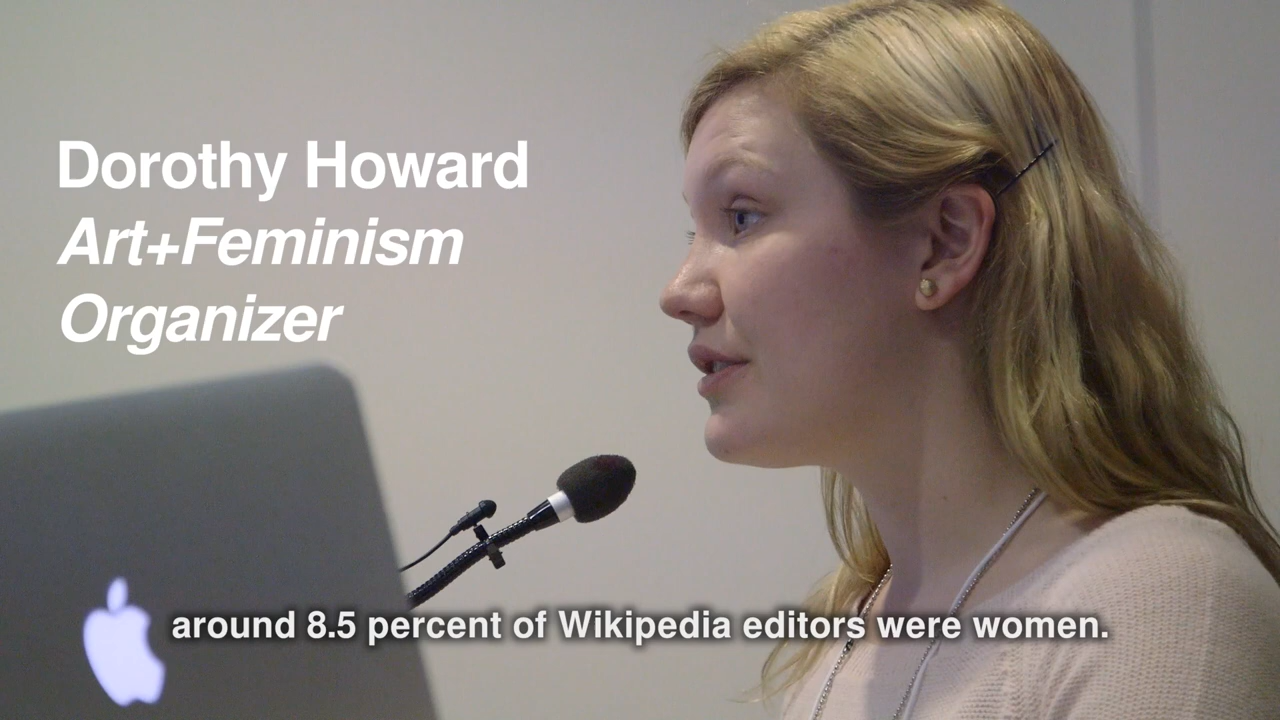 Dorothy Howard
Art+Feminism
Organizer
around 8.5 percent of Wikipedia editors were women.